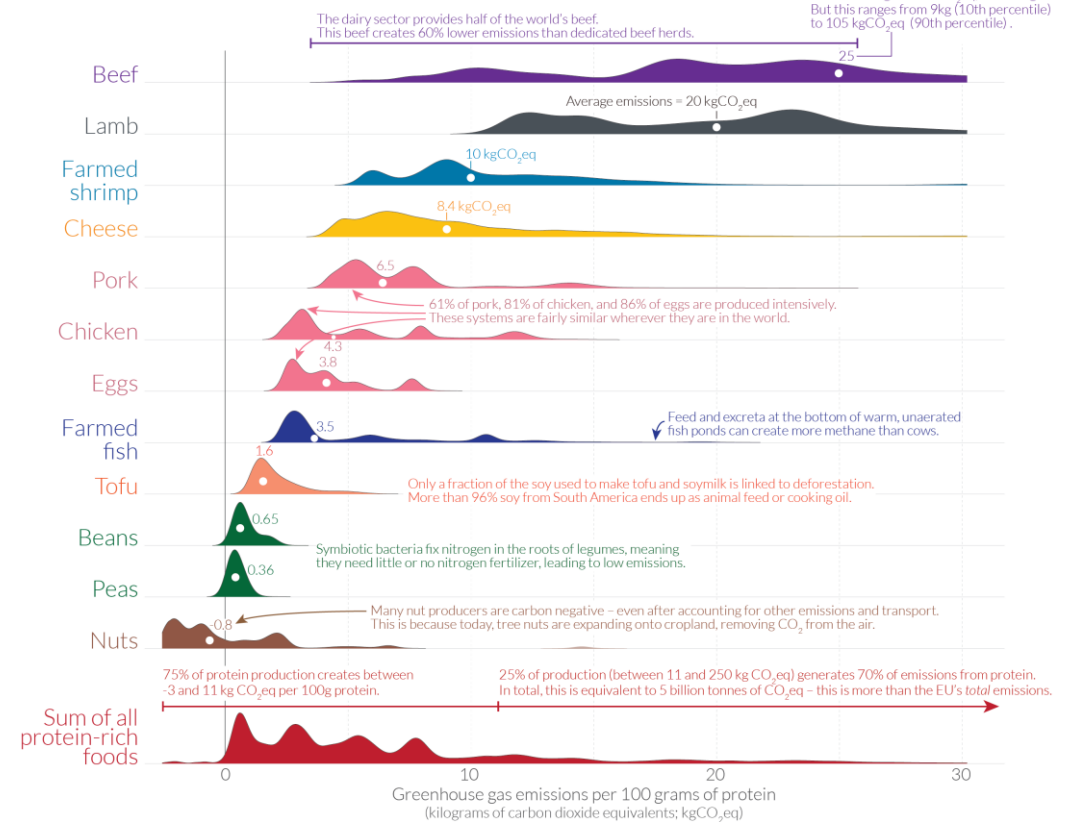 But this ranges from 9kg (10th percentile)
to 105 kgCO₂eq (90th percentile) .
The dairy sector provides half of the world's beef.
This beef creates 60% lower emissions than dedicated beef herds.
25
Beef
Average emissions = 20 kgCO₂eq
Lamb
10 kgCO₂eq
Farmed
shrimp
8.4 kgCO₂eq
Cheese
6.5
Pork
61% of pork, 81% of chicken, and 86% of eggs are produced intensively.
These systems are fairly similar wherever they are in the world.
Chicken
4.3
3.8
Eggs
Farmed
fish
3.5
Feed and excreta at the bottom of warm, unaerated
fish ponds can create more methane than cows.
1.6
Tofu
Only a fraction of the soy used to make tofu and soymilk is linked to deforestation.
More than 96% soy from South America ends up as animal feed or cooking oil.
0.65
Beans
Symbiotic bacteria fix nitrogen in the roots of legumes, meaning
they need little or no nitrogen fertilizer, leading to low emissions.
0.36
Peas
Many nut producers are carbon negative – even after accounting for other emissions and transport.
This is because today, tree nuts are expanding onto cropland, removing CO₂ from the air.
-0.8
Nuts
75% of protein production creates between
-3 and 11 kg CO₂eq per 100g protein.
25% of production (between 11 and 250 kg CO₂eq) generates 70% of emissions from protein.
In total, this is equivalent to 5 billion tonnes of CO₂eq – this is more than the EU's total emissions.
Sum of all
protein-rich
foods
0 10 20 30
Greenhouse gas emissions per 100 grams of protein
(kilograms of carbon dioxide equivalents; kgCO₂eq)